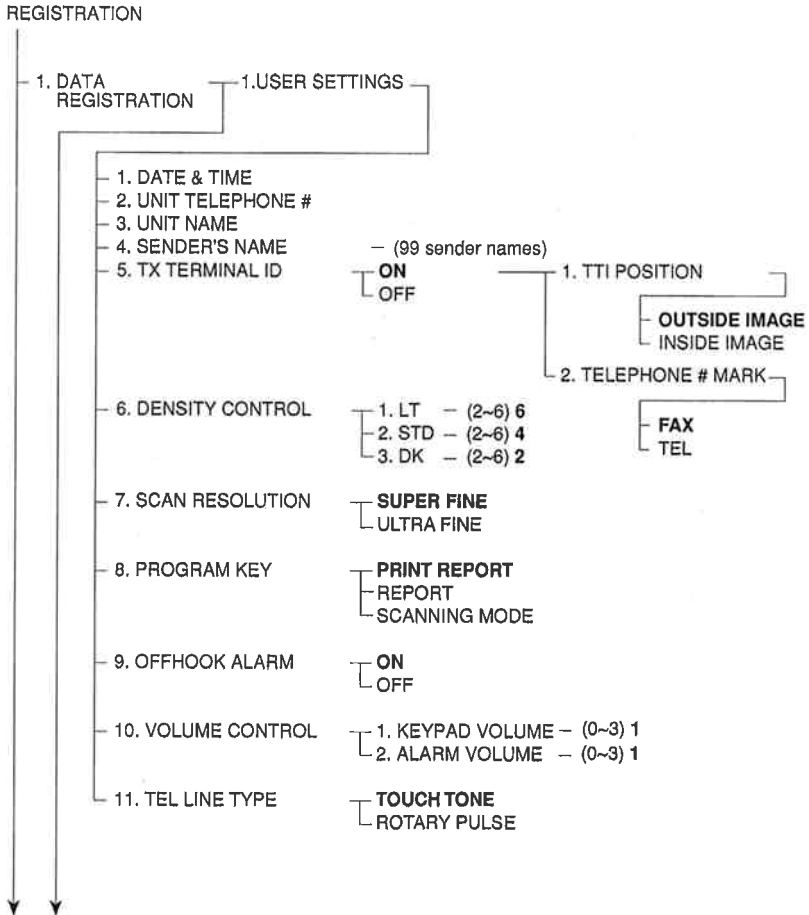 REGISTRATION
1. DATA REGISTRATION
1.USER SETTINGS
1. DATE & TIME
2. UNIT TELEPHONE #
3. UNIT NAME
4. SENDER'S NAME – (99 sender names)
5. TX TERMINAL ID ON 1. TTI POSITION
OFF
OUTSIDE IMAGE
INSIDE IMAGE
2. TELEPHONE # MARK
6. DENSITY CONTROL 1. LT – (2~6) 6
FAX
2. STD – (2~6) 4
TEL
3. DK – (2~6) 2
7. SCAN RESOLUTION SUPER FINE
ULTRA FINE
8. PROGRAM KEY PRINT REPORT
REPORT
SCANNING MODE
9. OFFHOOK ALARM ON
OFF
10. VOLUME CONTROL 1. KEYPAD VOLUME – (0~3) 1
2. ALARM VOLUME – (0~3) 1
11. TEL LINE TYPE TOUCH TONE
ROTARY PULSE